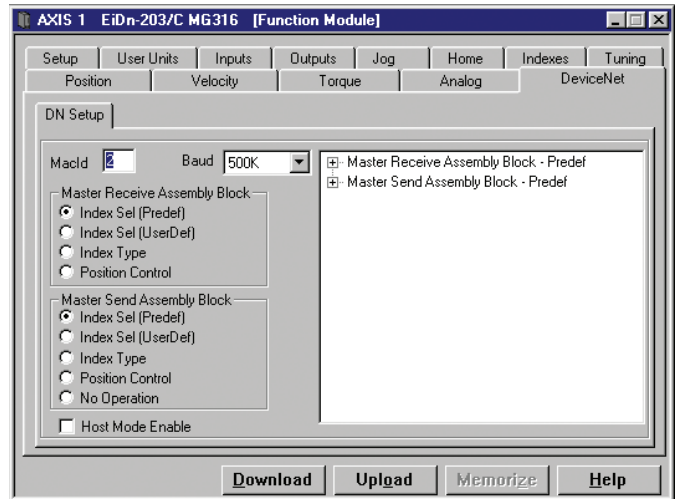 AXIS 1 EiDn-203/C MG316 [Function Module]
Setup User Units Inputs Outputs Jog Home Indexes Tuning
Position Velocity Torque Analog DeviceNet
DN Setup
MacId 2 Baud 500K
Master Receive Assembly Block
Index Sel (Predef)
Index Sel (UserDef)
Index Type
Position Control
Master Send Assembly Block
Index Sel (Predef)
Index Sel (UserDef)
Index Type
Position Control
No Operation
Host Mode Enable
Master Receive Assembly Block - Predef
Master Send Assembly Block - Predef
Download Upload Memorize Help